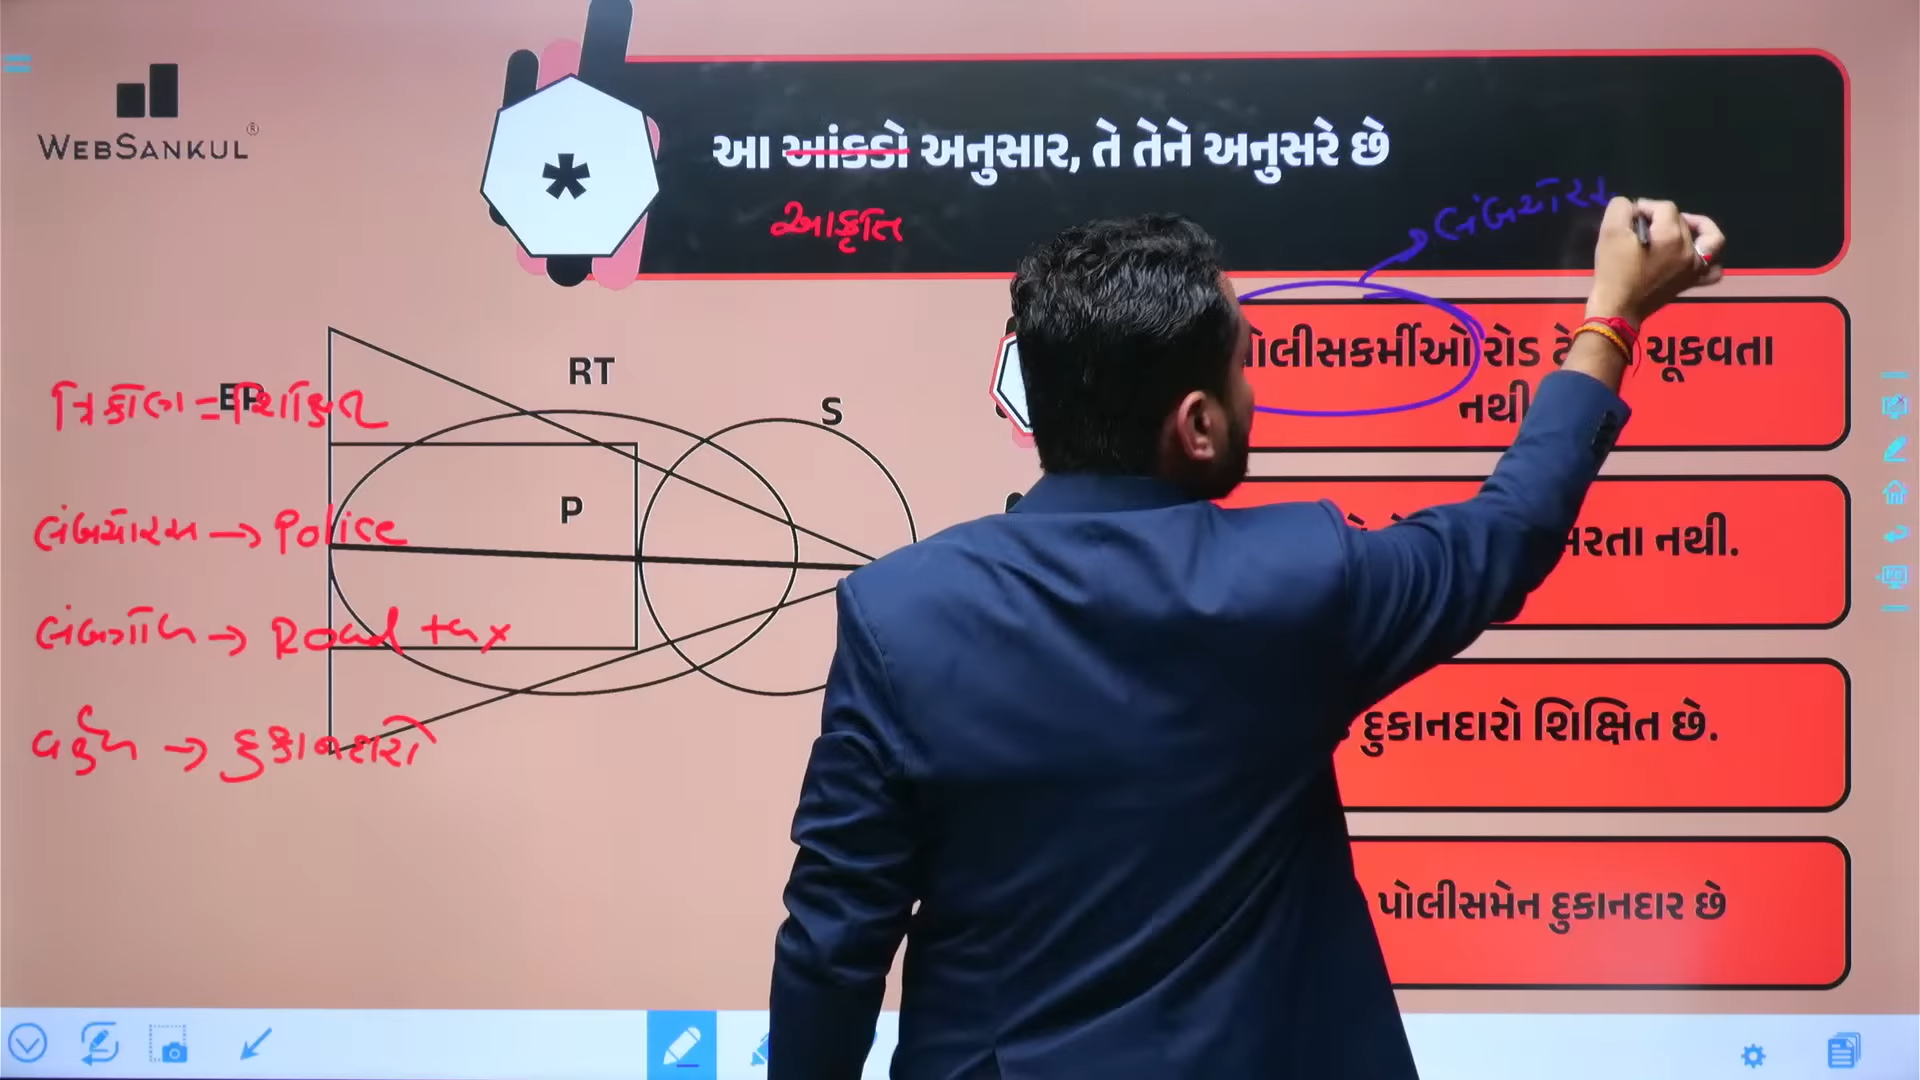 WEBSANKUL®
*
આ આંકડો અનુસાર, તે તેને અનુસરે છે
આકૃતિ
લંબચોરસ
પોલીસકર્મીઓ રોડ ચૂકવતા
નથી
RT
S
EP
P
ત્રિકોણ = શિક્ષિત
લંબચોરસ → Police
લંબગોળ → Road tax
વર્તુળ → દુકાનદારો
નથી.
દુકાનદારો શિક્ષિત છે.
પોલીસમેન દુકાનદાર છે